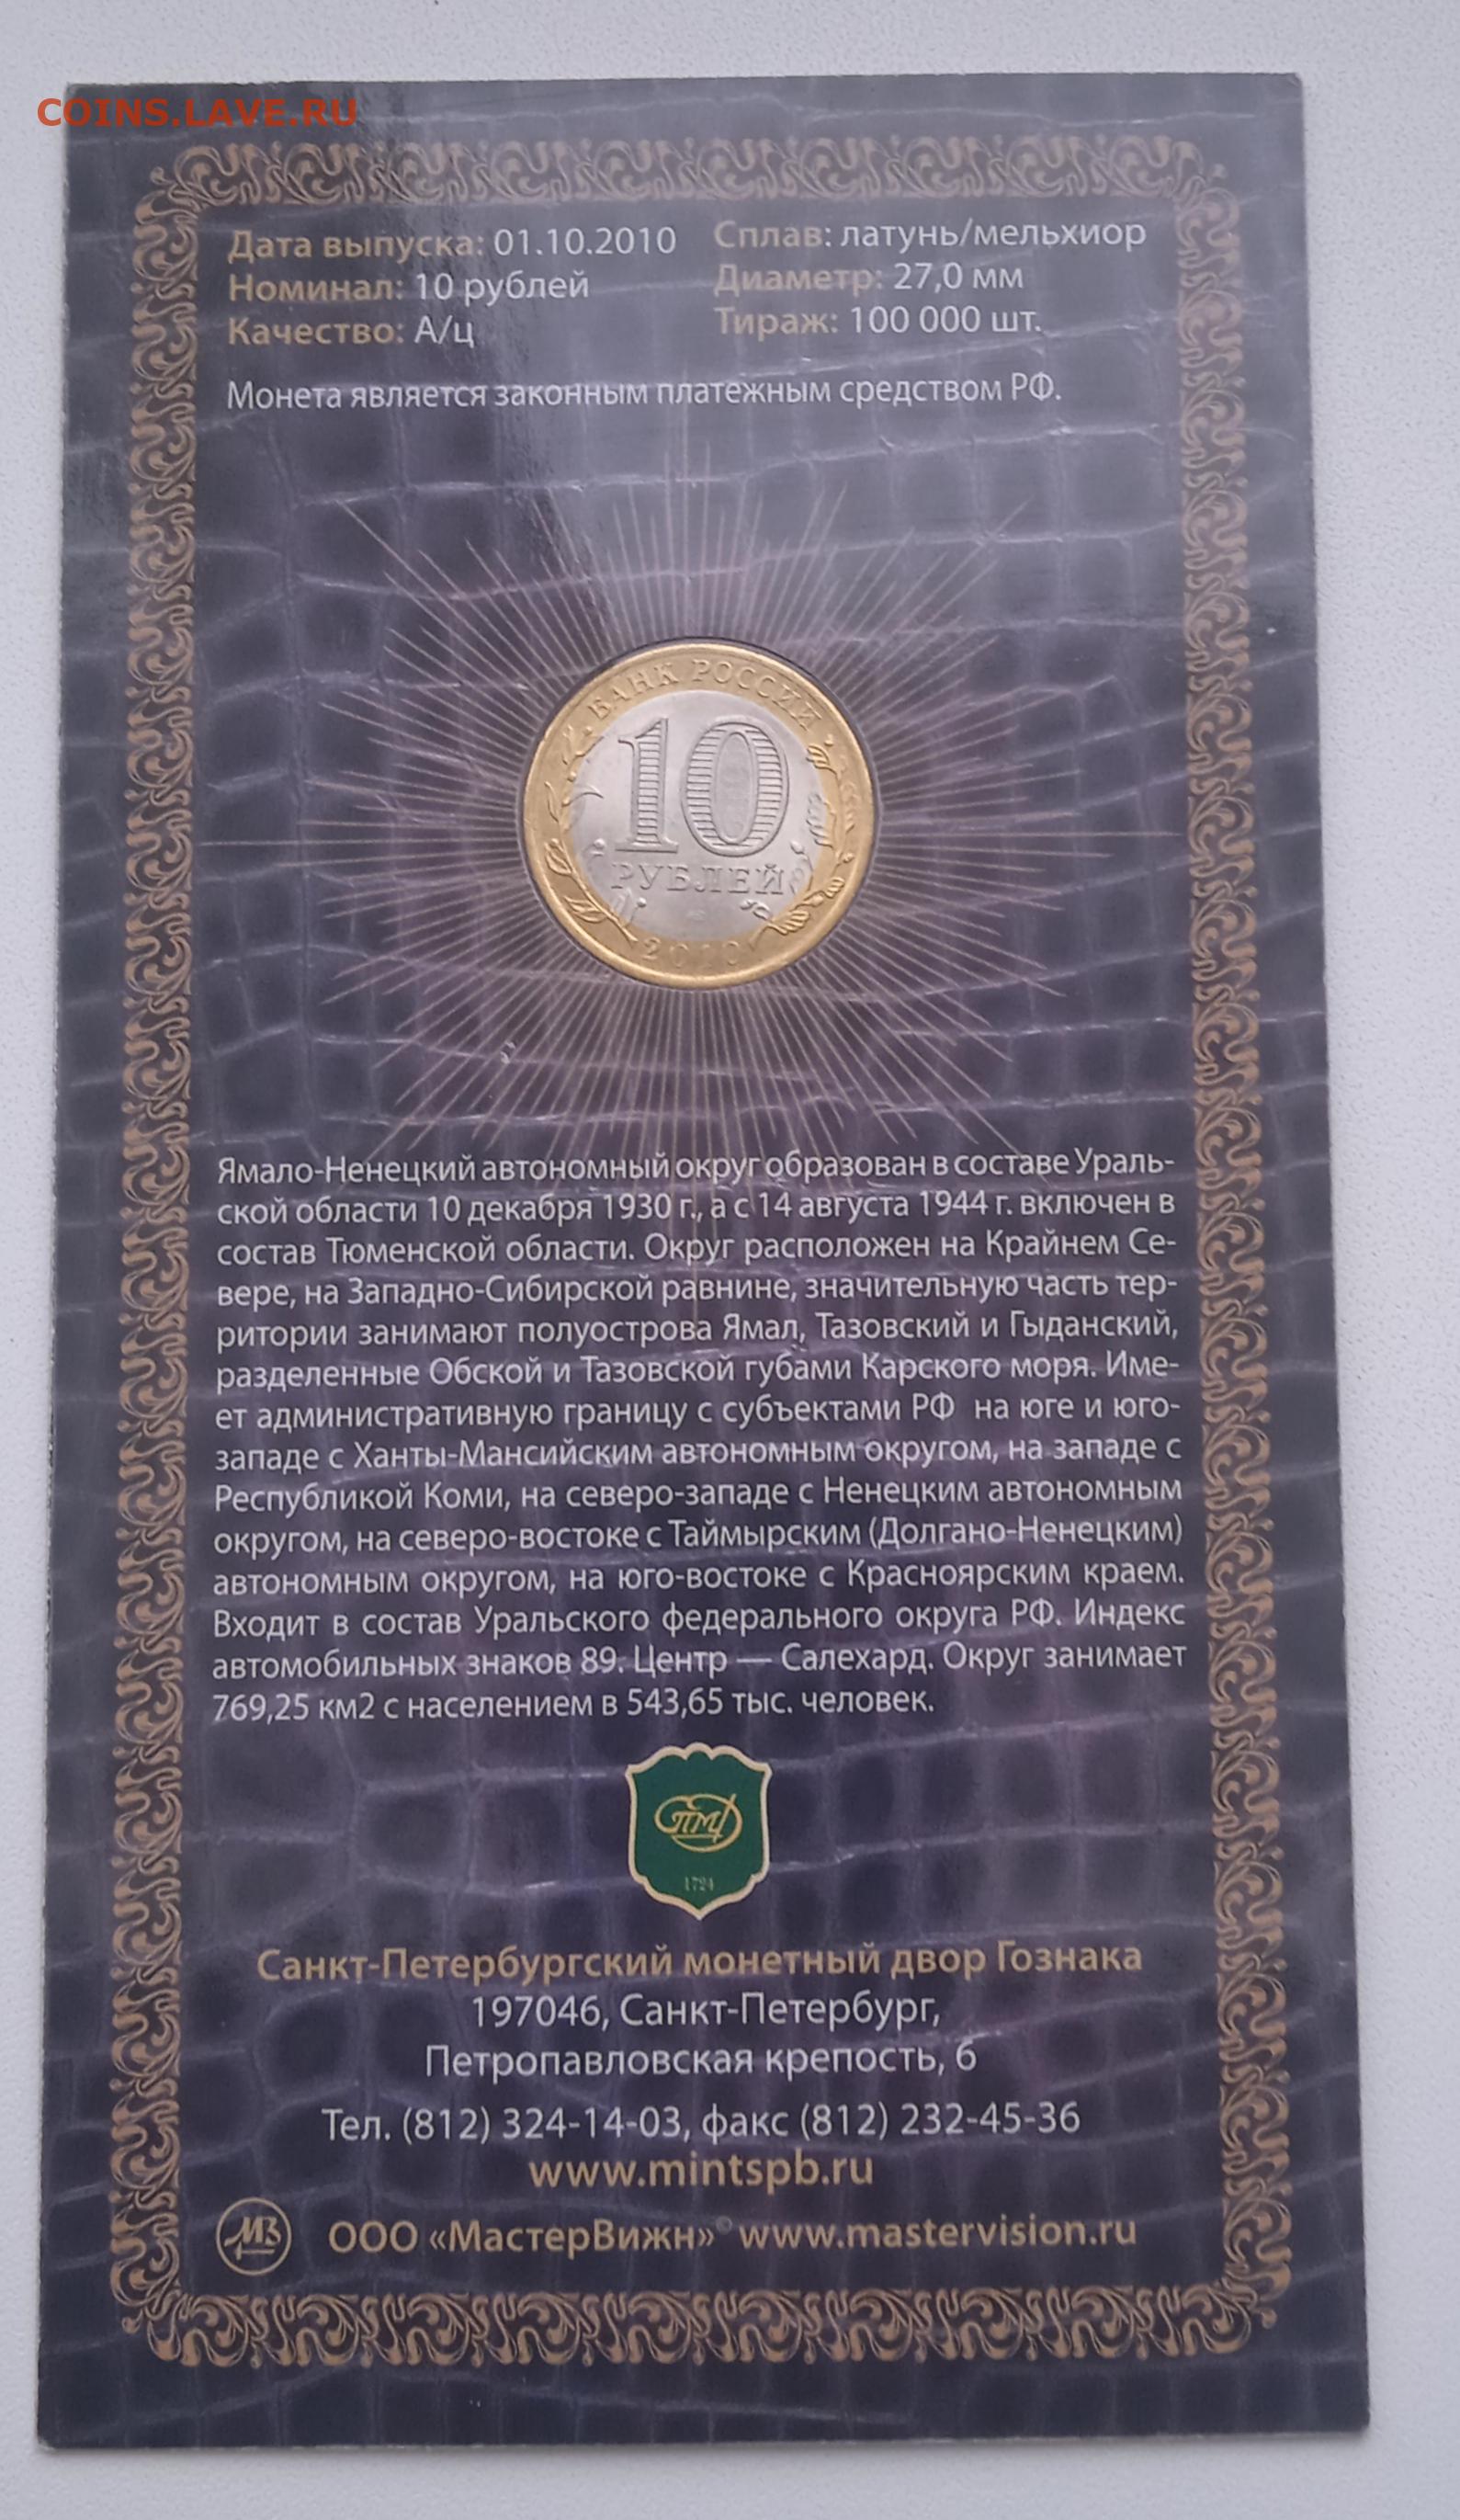 COINS.LAVE.RU
Дата выпуска: 01.10.2010
Номинал: 10 рублей
Качество: А/ц
Сплав: латунь/мельхиор
Диаметр: 27,0 мм
Тираж: 100 000 шт.
Монета является законным платежным средством РФ.
БАНК РОССИИ
10
РУБЛЕЙ
2010
Ямало-Ненецкий автономный округ образован в составе Ураль-
ской области 10 декабря 1930 г., а с 14 августа 1944 г. включен в
состав Тюменской области. Округ расположен на Крайнем Се-
вере, на Западно-Сибирской равнине, значительную часть тер-
ритории занимают полуострова Ямал, Тазовский и Гыданский,
разделенные Обской и Тазовской губами Карского моря. Име-
ет административную границу с субъектами РФ на юге и юго-
западе с Ханты-Мансийским автономным округом, на западе с
Республикой Коми, на северо-западе с Ненецким автономным
округом, на северо-востоке с Таймырским (Долгано-Ненецким)
автономным округом, на юго-востоке с Красноярским краем.
Входит в состав Уральского федерального округа РФ. Индекс
автомобильных знаков 89. Центр — Салехард. Округ занимает
769,25 км2 с населением в 543,65 тыс. человек.
СПМД
1724
Санкт-Петербургский монетный двор Гознака
197046, Санкт-Петербург,
Петропавловская крепость, 6
Тел. (812) 324-14-03, факс (812) 232-45-36
www.mintspb.ru
МВ ООО «МастерВижн»© www.mastervision.ru